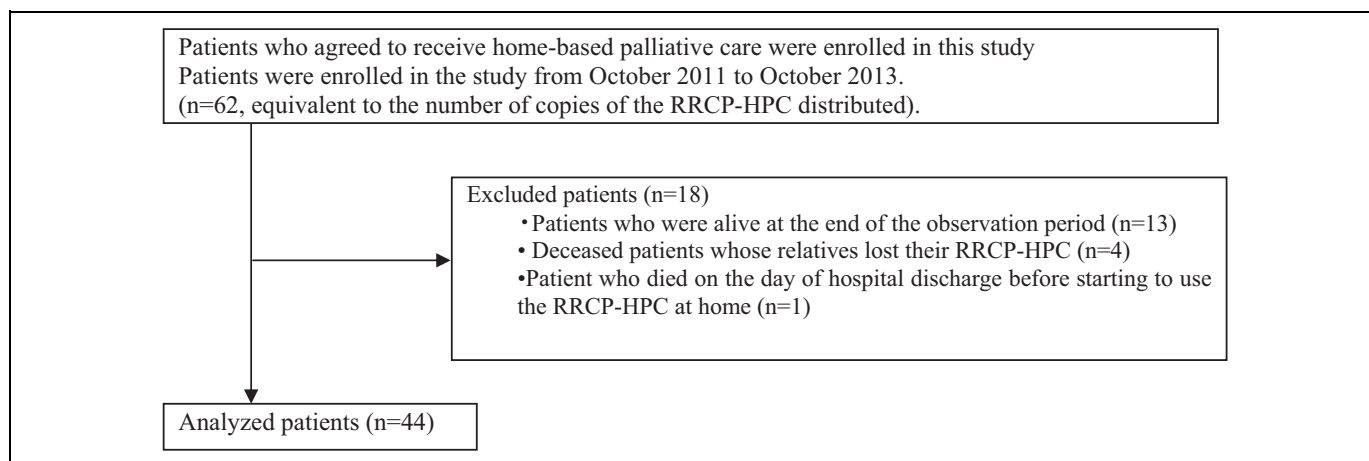 Patients who agreed to receive home-based palliative care were enrolled in this study
Patients were enrolled in the study from October 2011 to October 2013.
(n=62, equivalent to the number of copies of the RRCP-HPC distributed).
Excluded patients (n=18)
・Patients who were alive at the end of the observation period (n=13)
• Deceased patients whose relatives lost their RRCP-HPC (n=4)
•Patient who died on the day of hospital discharge before starting to use
the RRCP-HPC at home (n=1)
Analyzed patients (n=44)